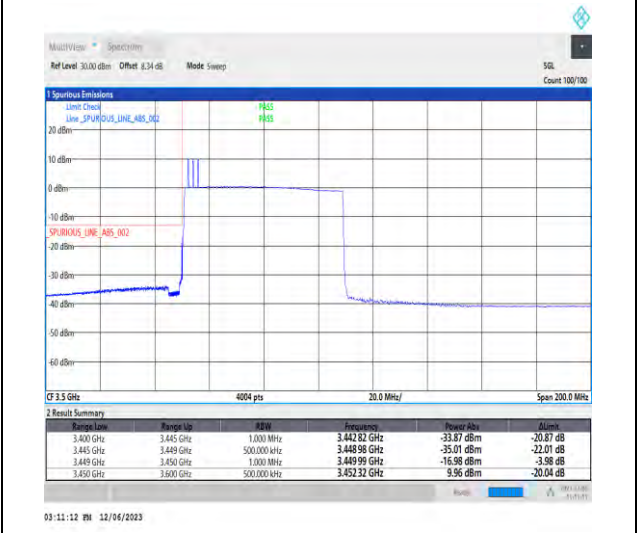 MultiView Spectrum
Ref Level 30.00 dBm Offset 8.34 dB Mode Sweep SGL
Count 100/100
1 Spurious Emissions
Limit Check PASS
Line _SPURIOUS_LINE_ABS_002 PASS
20 dBm
10 dBm
0 dBm
-10 dBm
_SPURIOUS_LINE_ABS_002
-20 dBm
-30 dBm
-40 dBm
-50 dBm
-60 dBm
CF 3.5 GHz 4004 pts 20.0 MHz/ Span 200.0 MHz
2 Result Summary
Range Low Range Up RBW Frequency Power Abs ΔLimit
3.400 GHz 3.445 GHz 1.000 MHz 3.442 82 GHz -33.87 dBm -20.87 dB
3.445 GHz 3.449 GHz 500.000 kHz 3.448 98 GHz -35.01 dBm -22.01 dB
3.449 GHz 3.450 GHz 1.000 MHz 3.449 99 GHz -16.98 dBm -3.98 dB
3.450 GHz 3.600 GHz 500.000 kHz 3.452 32 GHz 9.96 dBm -20.04 dB
03:11:12 PM 12/06/2023